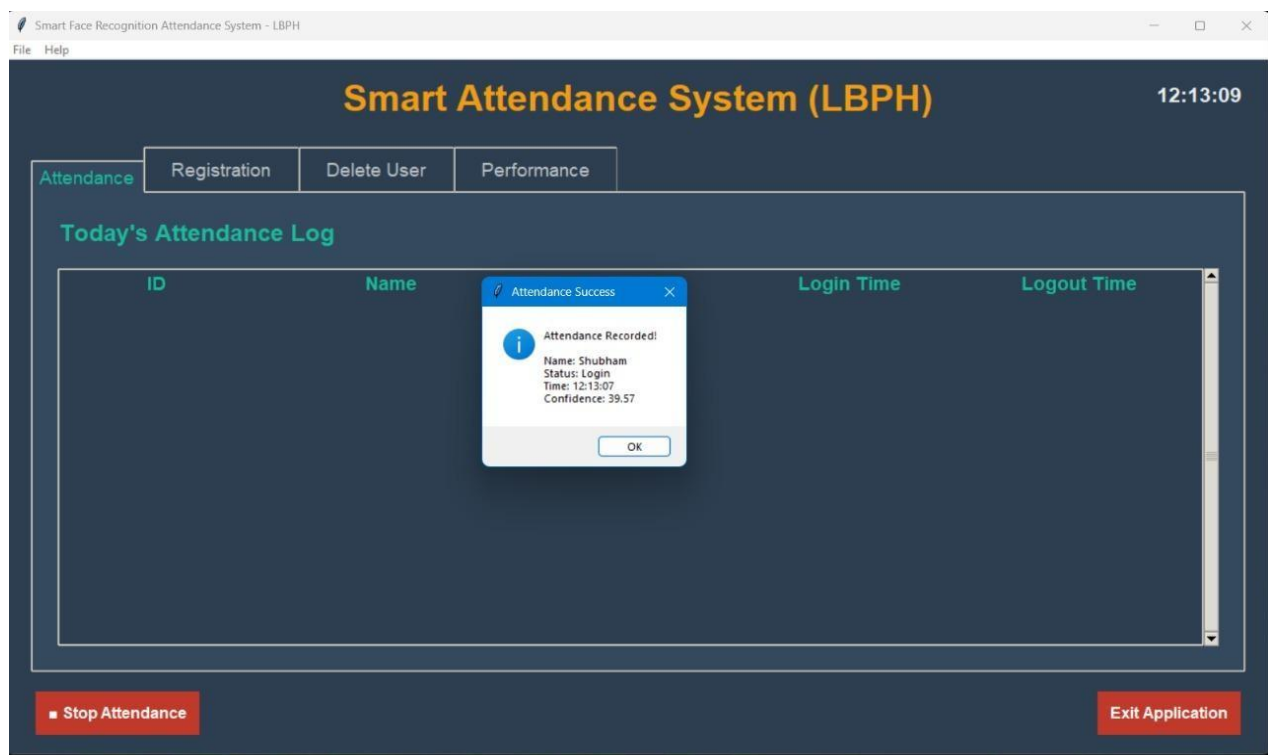 Smart Face Recognition Attendance System - LBPH
File Help
Smart Attendance System (LBPH)
12:13:09
Attendance Registration Delete User Performance
Today's Attendance Log
ID Name Login Time Logout Time
Attendance Success
Attendance Recorded!
Name: Shubham
Status: Login
Time: 12:13:07
Confidence: 39.57
OK
Stop Attendance
Exit Application